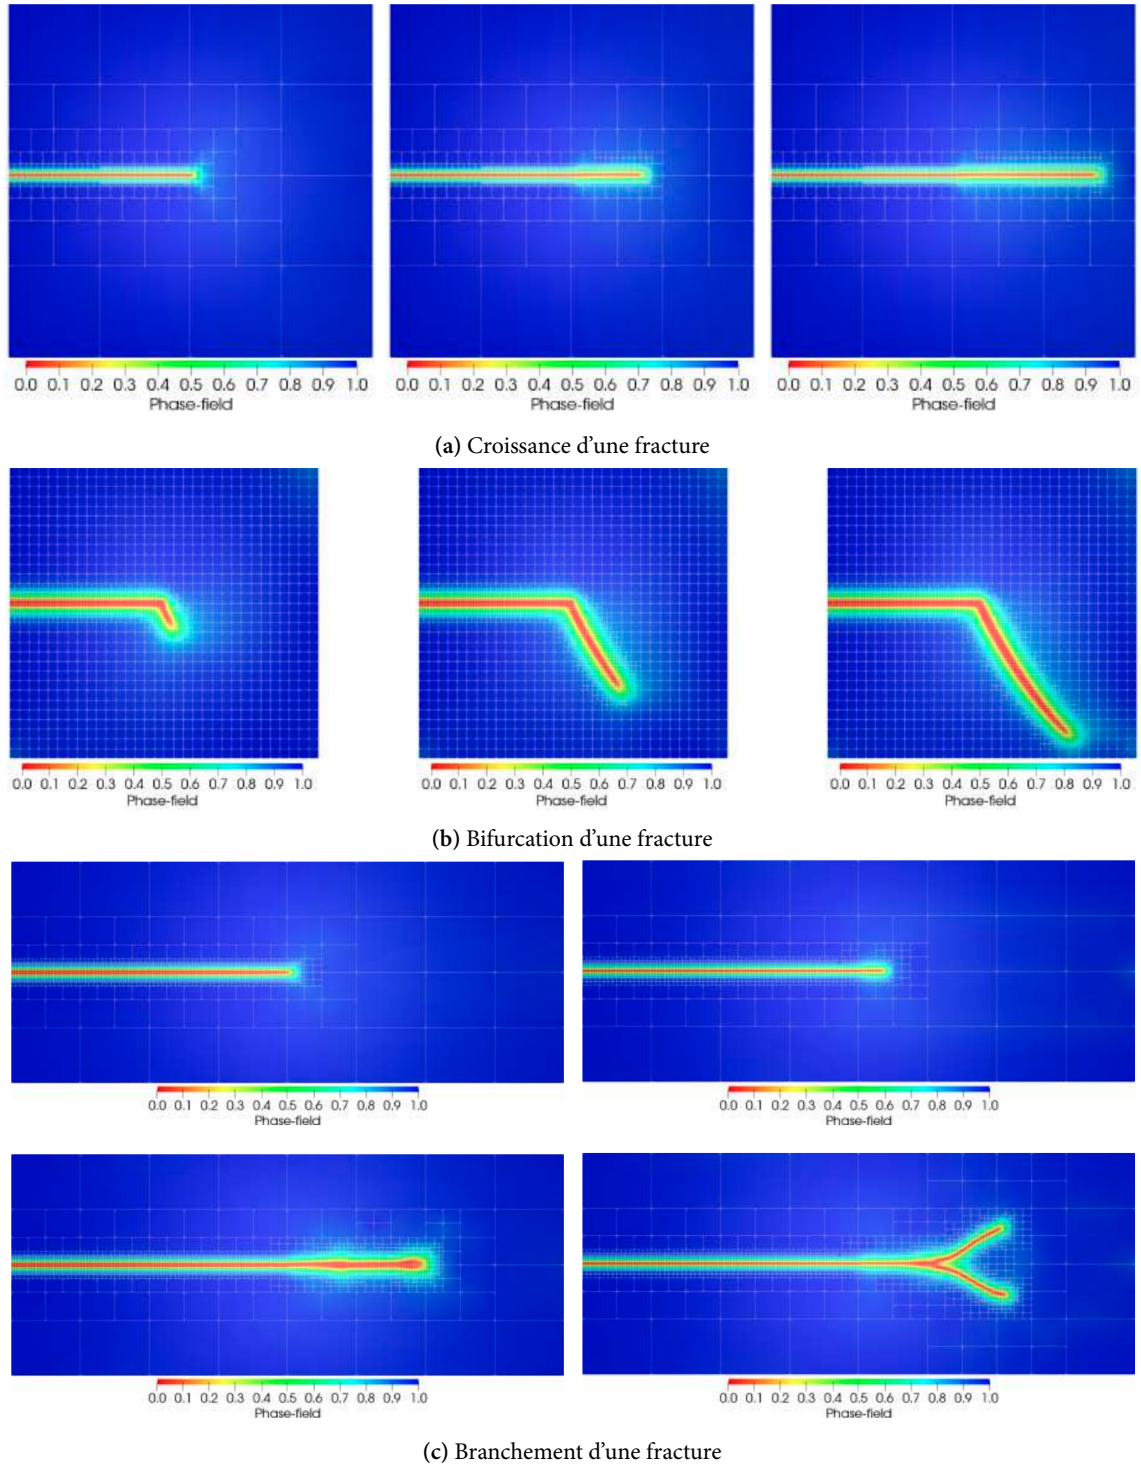 0.0 0.1 0.2 0.3 0.4 0.5 0.6 0.7 0.8 0.9 1.0 0.0 0.1 0.2 0.3 0.4 0.5 0.6 0.7 0.8 0.9 1.0 0.0 0.1 0.2 0.3 0.4 0.5 0.6 0.7 0.8 0.9 1.0
Phase-field Phase-field Phase-field
(a) Croissance d'une fracture
0.0 0.1 0.2 0.3 0.4 0.5 0.6 0.7 0.8 0.9 1.0 0.0 0.1 0.2 0.3 0.4 0.5 0.6 0.7 0.8 0.9 1.0 0.0 0.1 0.2 0.3 0.4 0.5 0.6 0.7 0.8 0.9 1.0
Phase-field Phase-field Phase-field
(b) Bifurcation d'une fracture
0.0 0.1 0.2 0.3 0.4 0.5 0.6 0.7 0.8 0.9 1.0 0.0 0.1 0.2 0.3 0.4 0.5 0.6 0.7 0.8 0.9 1.0
Phase-field Phase-field
0.0 0.1 0.2 0.3 0.4 0.5 0.6 0.7 0.8 0.9 1.0 0.0 0.1 0.2 0.3 0.4 0.5 0.6 0.7 0.8 0.9 1.0
Phase-field Phase-field
(c) Branchement d'une fracture